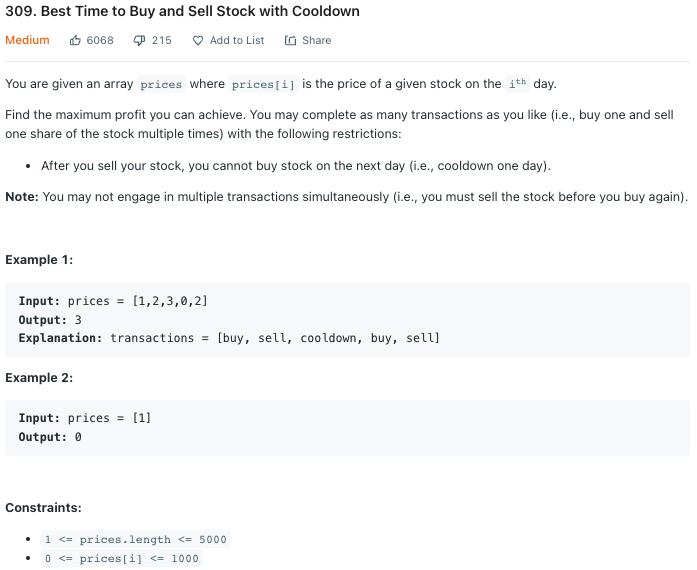 309. Best Time to Buy and Sell Stock with Cooldown
Medium 6068 215 Add to List Share
You are given an array prices where prices[i] is the price of a given stock on the ith day.
Find the maximum profit you can achieve. You may complete as many transactions as you like (i.e., buy one and sell
one share of the stock multiple times) with the following restrictions:
• After you sell your stock, you cannot buy stock on the next day (i.e., cooldown one day).
Note: You may not engage in multiple transactions simultaneously (i.e., you must sell the stock before you buy again).
Example 1:
Input: prices = [1,2,3,0,2]
Output: 3
Explanation: transactions = [buy, sell, cooldown, buy, sell]
Example 2:
Input: prices = [1]
Output: 0
Constraints:
• 1 <= prices.length <= 5000
• 0 <= prices[i] <= 1000